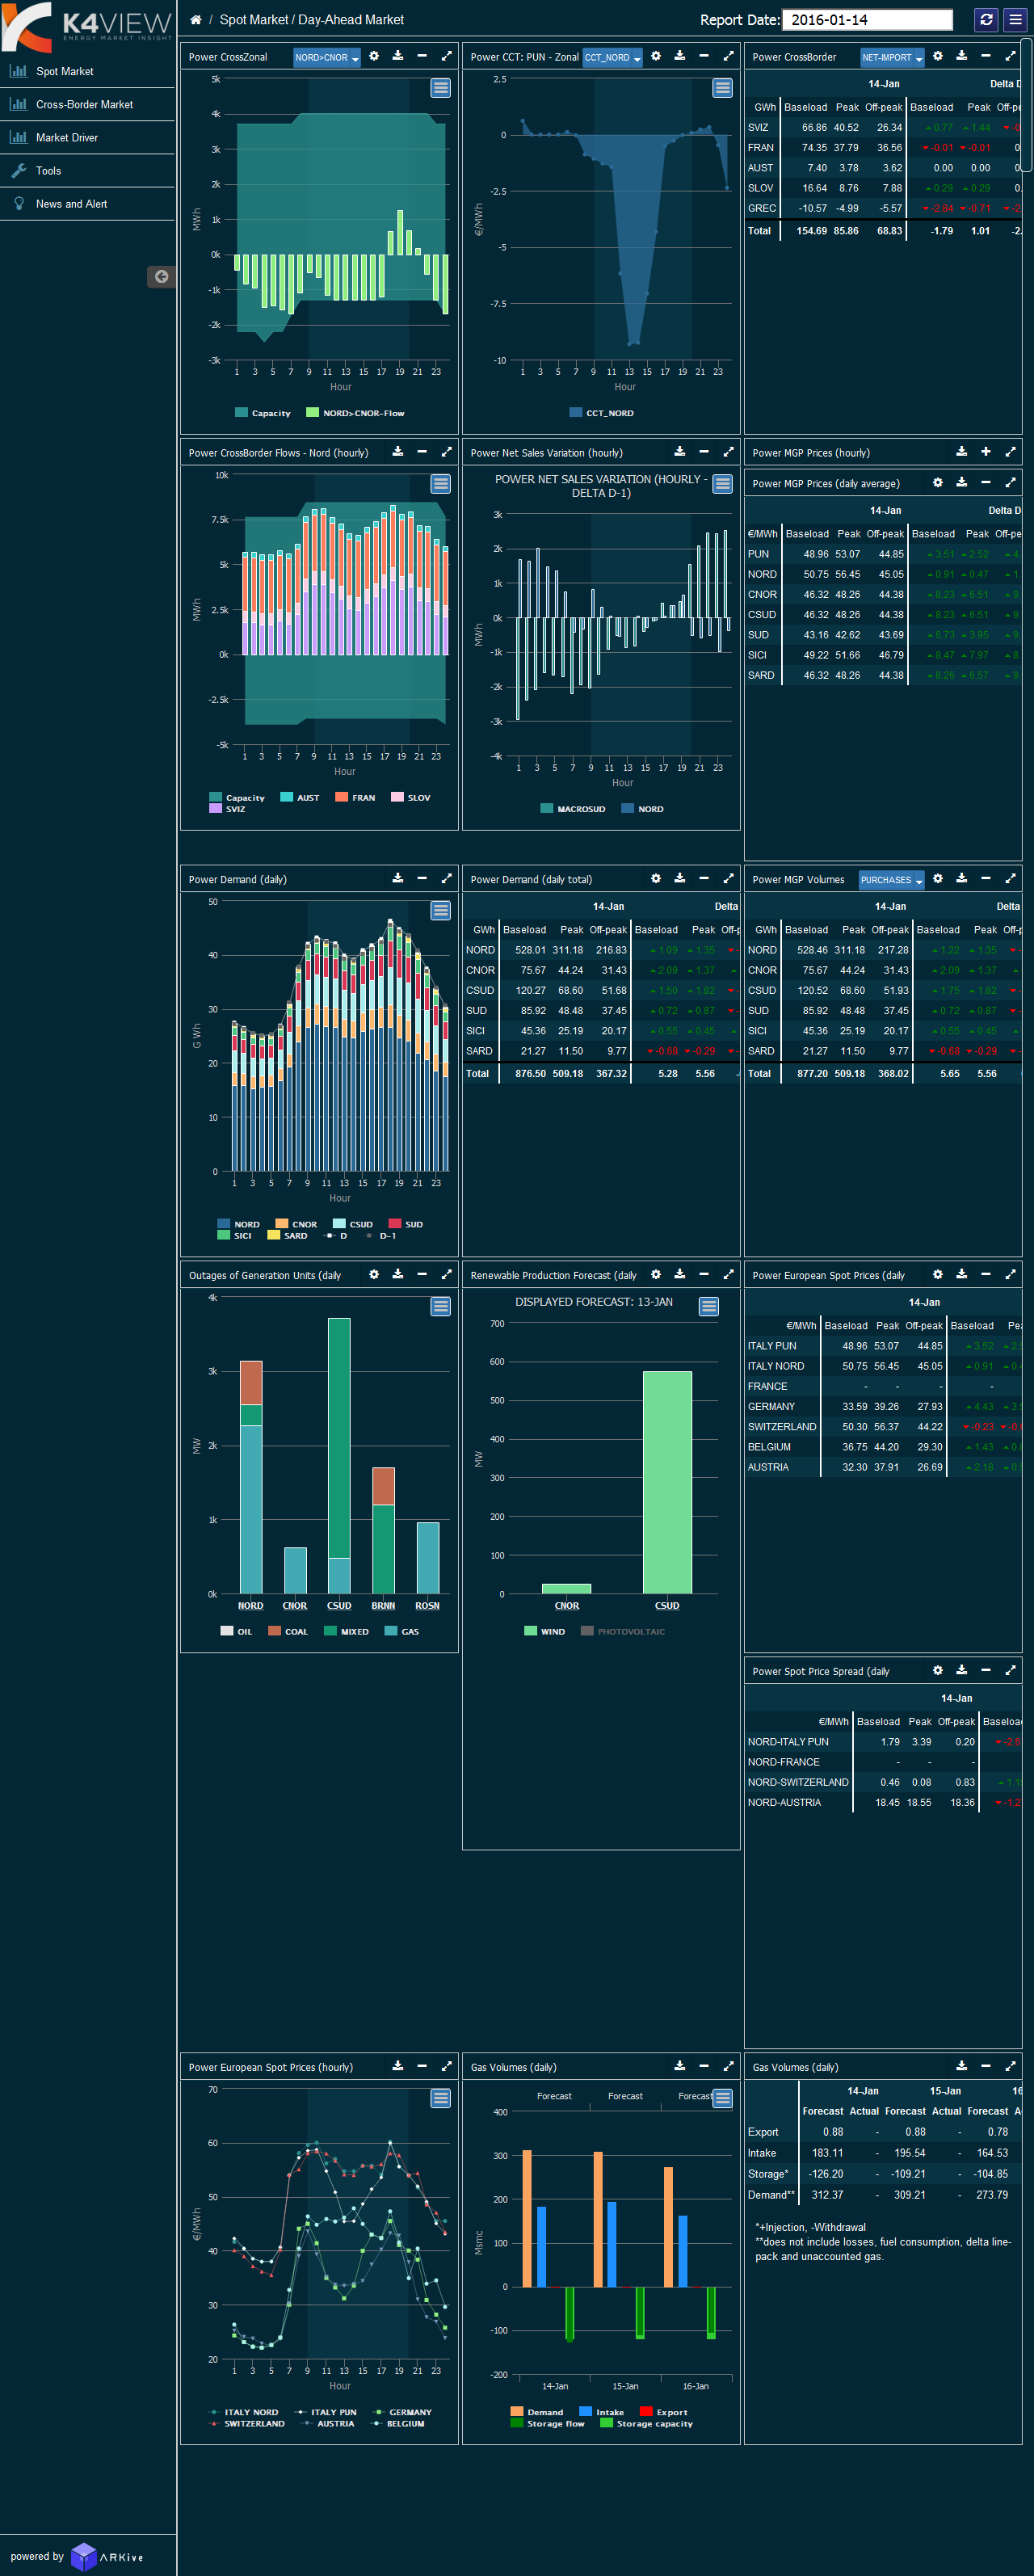 K4VIEW
ENERGY MARKET INSIGHT
/ Spot Market / Day-Ahead Market
Report Date: 2016-01-14
Spot Market
Cross-Border Market
Market Driver
Tools
News and Alert
Power CrossZonal NORD>CNOR
5k
4k
3k
2k
1k
0k
-1k
-2k
-3k
MWh
1 3 5 7 9 11 13 15 17 19 21 23
Hour
Capacity NORD>CNOR-Flow
Power CCT: PUN - Zonal CCT_NORD
2.5
0
-2.5
-5
-7.5
-10
€/MWh
1 3 5 7 9 11 13 15 17 19 21 23
Hour
CCT_NORD
Power CrossBorder NET-IMPORT
14-Jan Delta D
GWh Baseload Peak Off-peak Baseload Peak Off-p
SVIZ 66.86 40.52 26.34 0.77 1.44
FRAN 74.35 37.79 36.56 -0.01 -0.01 0
AUST 7.40 3.78 3.62 0.00 0.00 0
SLOV 16.64 8.76 7.88 0.29 0.29 0.
GREC -10.57 -4.99 -5.57 -2.84 -0.71 -2
Total 154.69 85.86 68.83 -1.79 1.01 -2.
Power CrossBorder Flows - Nord (hourly)
10k
7.5k
5k
2.5k
0k
-2.5k
-5k
MWh
1 3 5 7 9 11 13 15 17 19 21 23
Hour
Capacity AUST FRAN SLOV
SVIZ
Power Net Sales Variation (hourly)
POWER NET SALES VARIATION (HOURLY -
DELTA D-1)
3k
2k
1k
0k
-1k
-2k
-3k
-4k
MWh
1 3 5 7 9 11 13 15 17 19 21 23
Hour
MACROSUD NORD
Power MGP Prices (hourly)
Power MGP Prices (daily average)
14-Jan Delta D
€/MWh Baseload Peak Off-peak Baseload Peak Off-pe
PUN 48.96 53.07 44.85 3.51 2.52 4
NORD 50.75 56.45 45.05 0.91 0.47 1
CNOR 46.32 48.26 44.38 8.23 6.51 9
CSUD 46.32 48.26 44.38 8.23 6.51 9
SUD 43.16 42.62 43.69 6.73 3.95 9
SICI 49.22 51.66 46.79 8.47 7.97 8
SARD 46.32 48.26 44.38 8.26 6.57 9
Power Demand (daily)
50
40
30
20
10
0
G Wh
1 3 5 7 9 11 13 15 17 19 21 23
Hour
NORD CNOR CSUD SUD
SICI SARD D D-1
Power Demand (daily total)
14-Jan Delta
GWh Baseload Peak Off-peak Baseload Peak Off-p
NORD 528.01 311.18 216.83 1.09 1.35
CNOR 75.67 44.24 31.43 2.09 1.37
CSUD 120.27 68.60 51.68 1.50 1.82
SUD 85.92 48.48 37.45 0.72 0.87
SICI 45.36 25.19 20.17 0.55 0.45
SARD 21.27 11.50 9.77 -0.68 -0.29
Total 876.50 509.18 367.32 5.28 5.56
Power MGP Volumes PURCHASES
14-Jan Delta
GWh Baseload Peak Off-peak Baseload Peak Off-p
NORD 528.46 311.18 217.28 1.22 1.35
CNOR 75.67 44.24 31.43 2.09 1.37
CSUD 120.52 68.60 51.93 1.75 1.82
SUD 85.92 48.48 37.45 0.72 0.87
SICI 45.36 25.19 20.17 0.55 0.45
SARD 21.27 11.50 9.77 -0.68 -0.29
Total 877.20 509.18 368.02 5.65 5.56
Outages of Generation Units (daily
4k
3k
2k
1k
0k
MW
NORD CNOR CSUD BRNN ROSN
OIL COAL MIXED GAS
Renewable Production Forecast (daily
DISPLAYED FORECAST: 13-JAN
700
600
500
400
300
200
100
0
MW
CNOR CSUD
WIND PHOTOVOLTAIC
Power European Spot Prices (daily
14-Jan
€/MWh Baseload Peak Off-peak Baseload Pea
ITALY PUN 48.96 53.07 44.85 3.52 2.
ITALY NORD 50.75 56.45 45.05 0.91 0.
FRANCE - - - -
GERMANY 33.59 39.26 27.93 4.43 3.
SWITZERLAND 50.30 56.37 44.22 -0.23 -0.
BELGIUM 36.75 44.20 29.30 1.43 0.
AUSTRIA 32.30 37.91 26.69 2.18 0.
Power Spot Price Spread (daily
14-Jan
€/MWh Baseload Peak Off-peak Baseloa
NORD-ITALY PUN 1.79 3.39 0.20 -2.6
NORD-FRANCE - - -
NORD-SWITZERLAND 0.46 0.08 0.83 1.1
NORD-AUSTRIA 18.45 18.55 18.36 -1.2
Power European Spot Prices (hourly)
70
60
50
40
30
20
€/MWh
1 3 5 7 9 11 13 15 17 19 21 23
Hour
ITALY NORD ITALY PUN GERMANY
SWITZERLAND AUSTRIA BELGIUM
Gas Volumes (daily)
Forecast Forecast Forecast
400
300
200
100
0
-100
-200
Msmc
14-Jan 15-Jan 16-Jan
Demand Intake Export
Storage flow Storage capacity
Gas Volumes (daily)
14-Jan 15-Jan 16
Forecast Actual Forecast Actual Forecast A
Export 0.88 - 0.88 - 0.78
Intake 183.11 - 195.54 - 164.53
Storage* -126.20 - -109.21 - -104.85
Demand** 312.37 - 309.21 - 273.79
*+Injection, -Withdrawal
**does not include losses, fuel consumption, delta line-
pack and unaccounted gas.
powered by ARKive